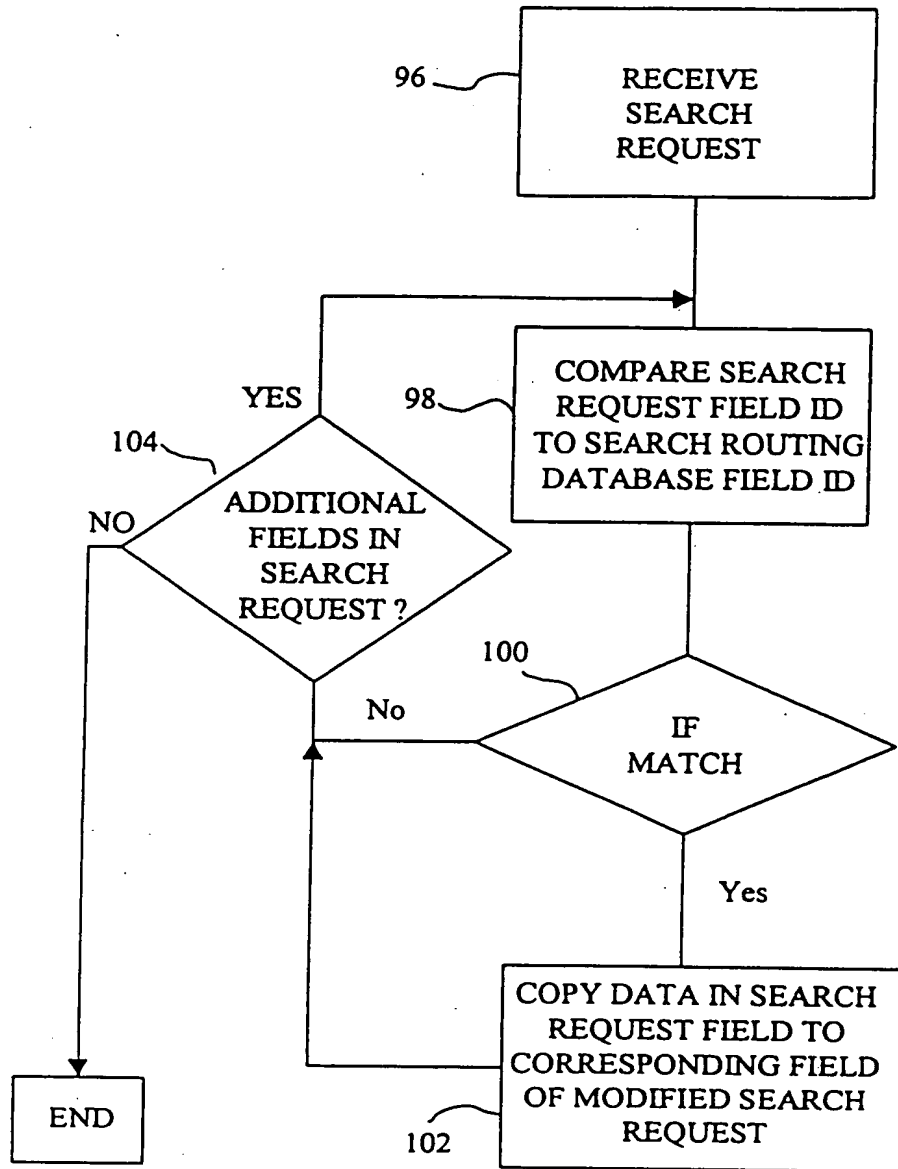 96
RECEIVE
SEARCH
REQUEST
98
COMPARE SEARCH
REQUEST FIELD ID
TO SEARCH ROUTING
DATABASE FIELD ID
YES
104
NO
ADDITIONAL
FIELDS IN
SEARCH
REQUEST ?
100
No
IF
MATCH
Yes
COPY DATA IN SEARCH
REQUEST FIELD TO
CORRESPONDING FIELD
OF MODIFIED SEARCH
REQUEST
102
END